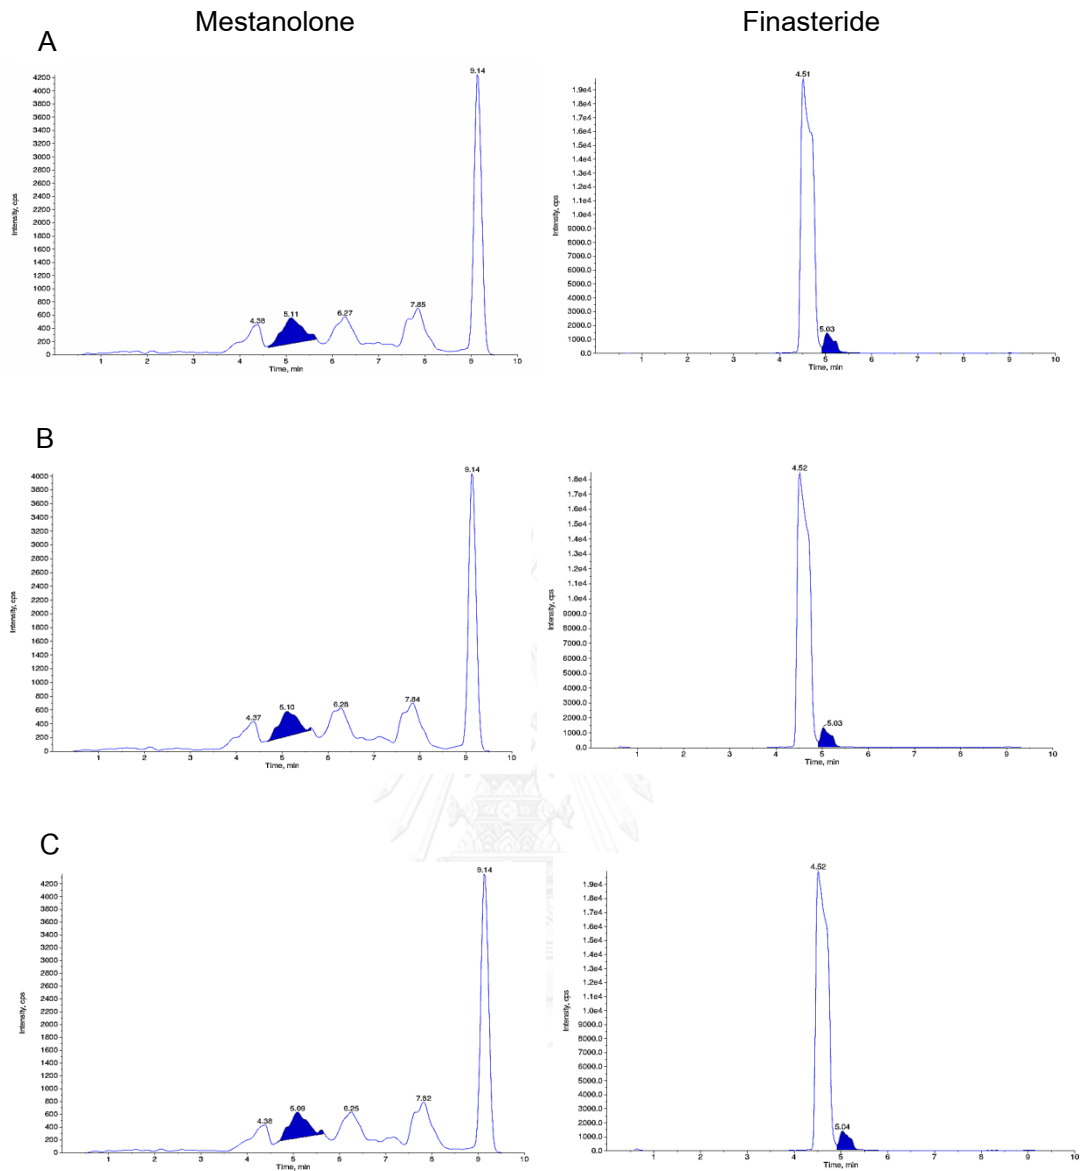 Mestanolone
Finasteride
A
9.14
4200
4000
3800
3600
3400
3200
3000
2800
2600
2400
2200
2000
1800
1600
1400
1200
1000
800
600
400
200
0
Intensity, cps
4.38
5.11
6.27
7.85
1 2 3 4 5 6 7 8 9 10
Time, min
4.51
1.9e4
1.8e4
1.7e4
1.6e4
1.5e4
1.4e4
1.3e4
1.2e4
1.1e4
1.0e4
9000.0
8000.0
7000.0
6000.0
5000.0
4000.0
3000.0
2000.0
1000.0
0.0
Intensity, cps
5.03
1 2 3 4 5 6 7 8 9 10
Time, min
B
9.14
4000
3800
3600
3400
3200
3000
2800
2600
2400
2200
2000
1800
1600
1400
1200
1000
800
600
400
200
0
Intensity, cps
4.37
5.10
6.28
7.84
1 2 3 4 5 6 7 8 9 10
Time, min
4.52
1.8e4
1.7e4
1.6e4
1.5e4
1.4e4
1.3e4
1.2e4
1.1e4
1.0e4
9000.0
8000.0
7000.0
6000.0
5000.0
4000.0
3000.0
2000.0
1000.0
0.0
Intensity, cps
5.03
1 2 3 4 5 6 7 8 9 10
Time, min
C
9.14
4200
4000
3800
3600
3400
3200
3000
2800
2600
2400
2200
2000
1800
1600
1400
1200
1000
800
600
400
200
0
Intensity, cps
4.38
5.09
6.25
7.82
1 2 3 4 5 6 7 8 9 10
Time, min
4.52
1.9e4
1.8e4
1.7e4
1.6e4
1.5e4
1.4e4
1.3e4
1.2e4
1.1e4
1.0e4
9000.0
8000.0
7000.0
6000.0
5000.0
4000.0
3000.0
2000.0
1000.0
0.0
Intensity, cps
5.04
1 2 3 4 5 6 7 8 9 10
Time, min